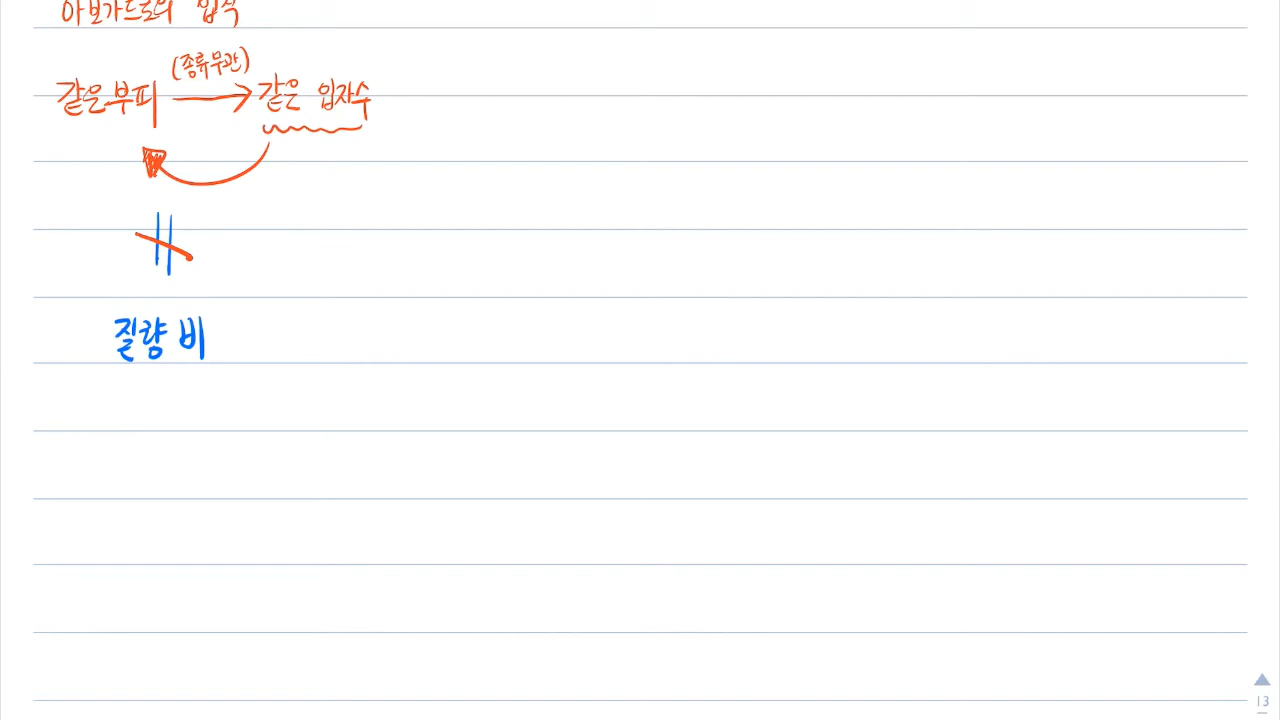 아보가드로의 법칙
(종류무관)
같은 부피 → 같은 입자수
질량 비
13